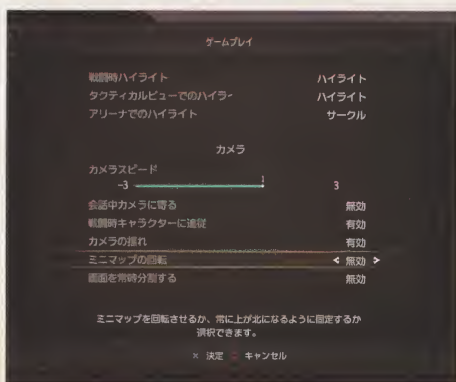 ゲームプレイ
戦闘時ハイライト ハイライト
タクティカルビューでのハイラ ハイライト
アリーナでのハイライト サークル
カメラ
カメラスピード
-3 1 3
会話中カメラに寄る 無効
戦闘時キャラクターに追従 有効
カメラの揺れ 有効
ミニマップの回転 < 無効 >
画面を常時分割する 無効
ミニマップを回転させるか、常に上が北になるように固定するか
選択できます。
× 決定 ○ キャンセル